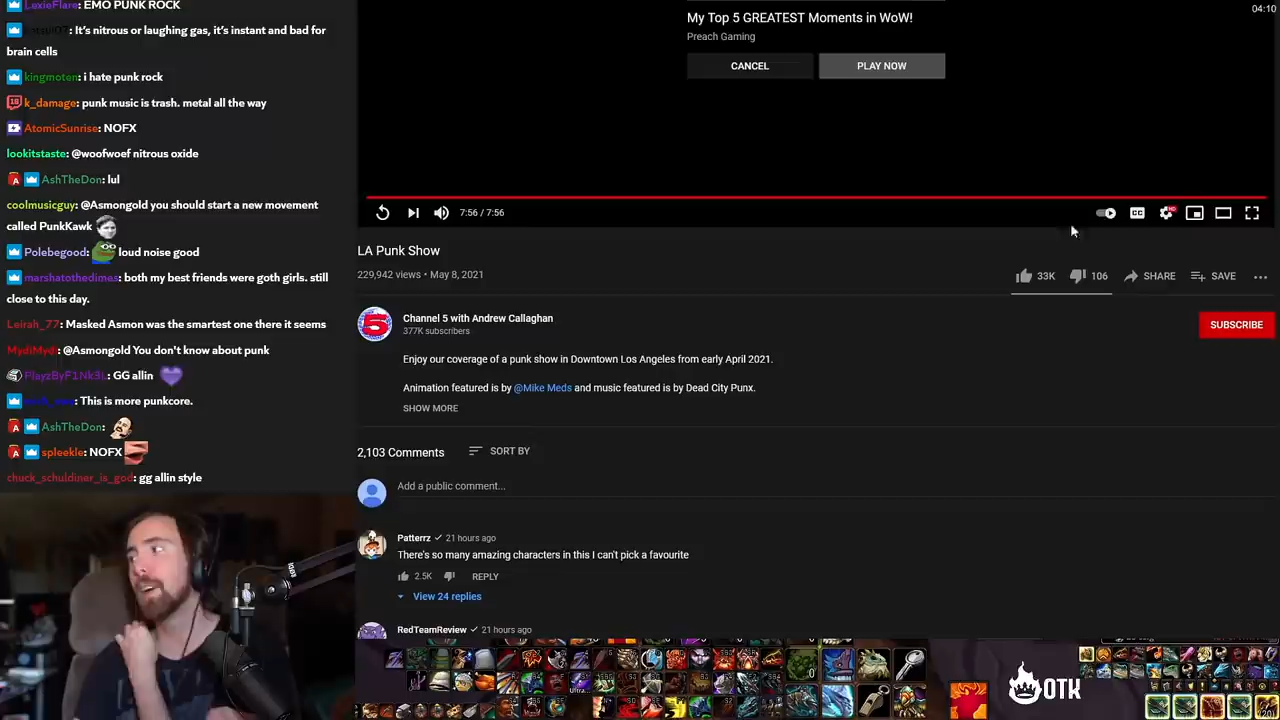 LexieFlare: EMO PUNK ROCK
: It's nitrous or laughing gas, it's instant and bad for
brain cells
kingmoten: i hate punk rock
k_damage: punk music is trash. metal all the way
AtomicSunrise: NOFX
lookitstaste: @woofwoef nitrous oxide
AshTheDon: lul
coolmusicguy: @Asmongold you should start a new movement
called PunkKawk
Polebegood: loud noise good
marshatothedimes: both my best friends were goth girls. still
close to this day.
Leirah_77: Masked Asmon was the smartest one there it seems
MydiMyd: @Asmongold You don't know about punk
: GG allin
: This is more punkcore.
AshTheDon:
spleekle: NOFX
chuck_schuldiner_is_god: gg allin style
04:10
My Top 5 GREATEST Moments in WoW!
Preach Gaming
CANCEL
PLAY NOW
7:56 / 7:56
CC
HD
LA Punk Show
229,942 views • May 8, 2021
33K
106
SHARE
SAVE
5
Channel 5 with Andrew Callaghan
377K subscribers
SUBSCRIBE
Enjoy our coverage of a punk show in Downtown Los Angeles from early April 2021.
Animation featured is by @Mike Meds and music featured is by Dead City Punx.
SHOW MORE
2,103 Comments
SORT BY
Add a public comment...
Patterrz 21 hours ago
There's so many amazing characters in this I can't pick a favourite
2.5K
REPLY
View 24 replies
RedTeamReview 21 hours ago
OTK